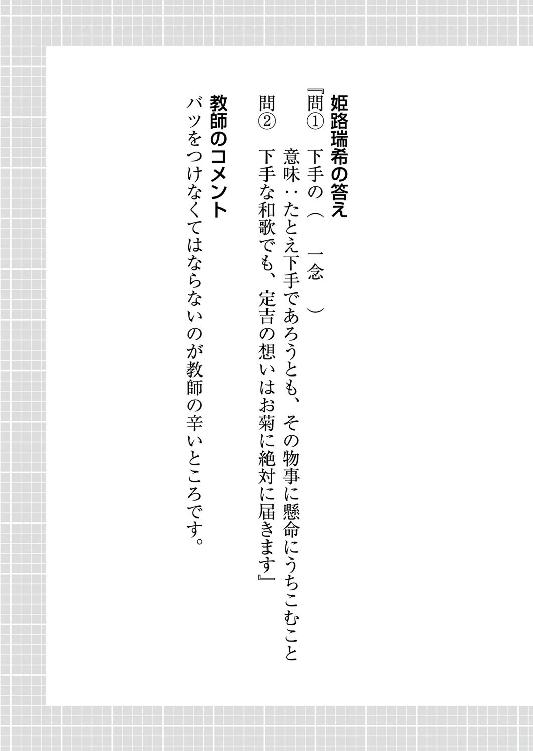 姫路瑞希の答え
『問① 下手の（ 一念 ）
意味：たとえ下手であろうとも、その物事に懸命にうちこむこと
問② 下手な和歌でも、定吉の想いはお菊に絶対に届きます』
教師のコメント
バツをつけなくてはならないのが教師の辛いところです。